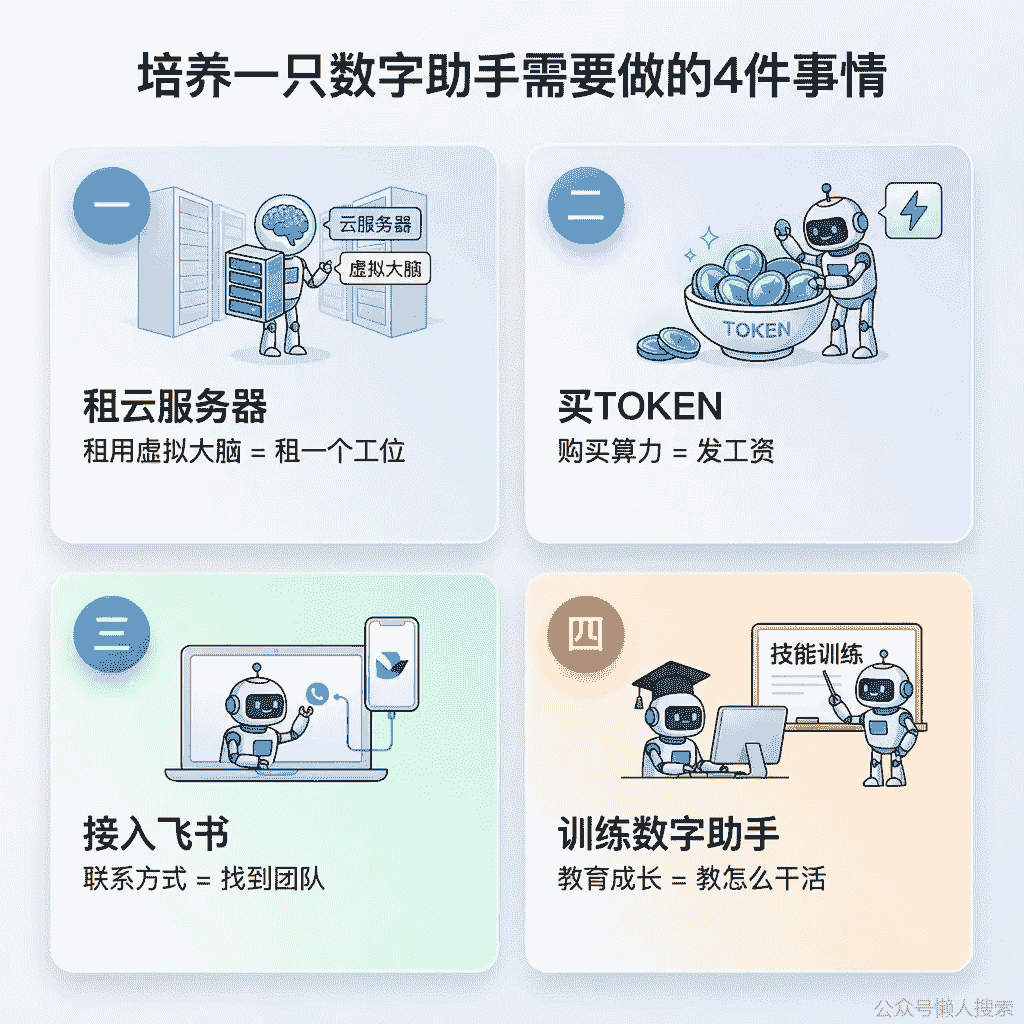 培养一只数字助手需要做的4件事情
一
云服务器
虚拟大脑
租云服务器
租用虚拟大脑 = 租一个工位
二
TOKEN
买TOKEN
购买算力 = 发工资
三
接入飞书
联系方式 = 找到团队
四
技能训练
训练数字助手
教育成长 = 教怎么干活
公众号懒人搜索